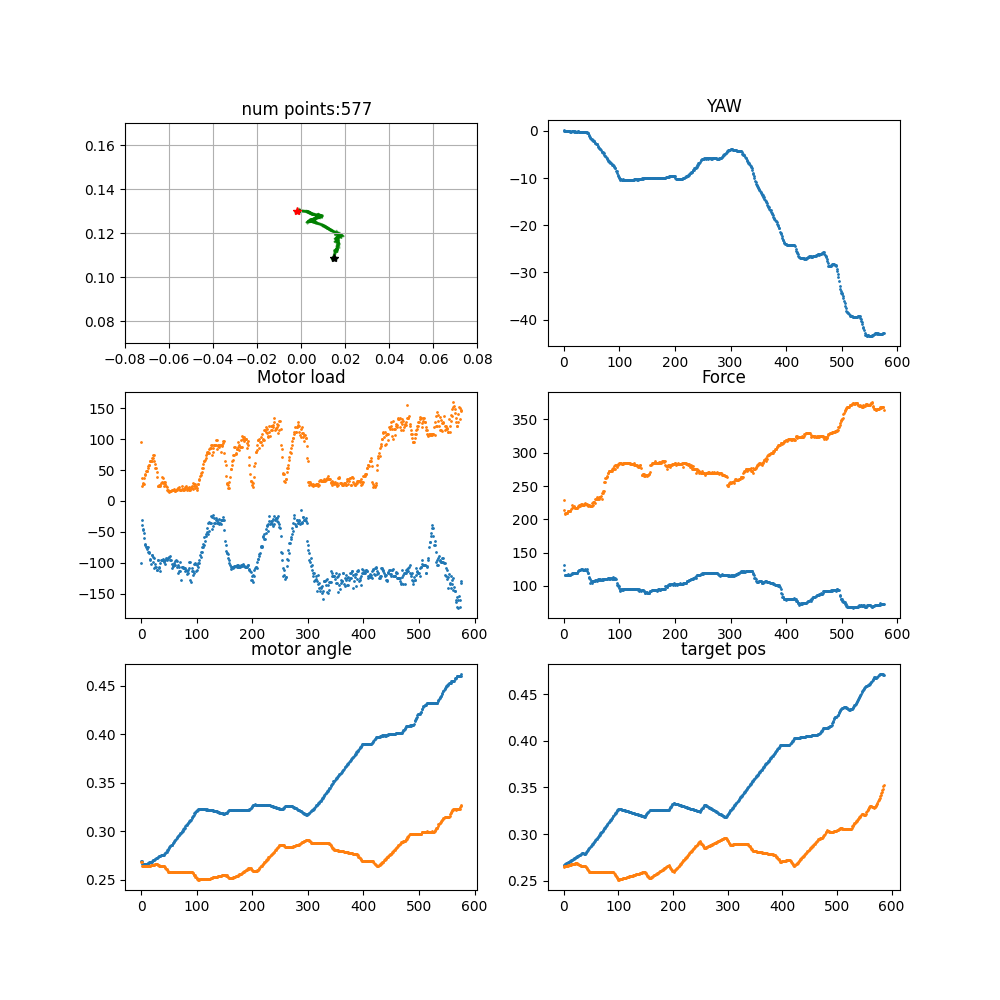 num points:577
0.16
0.14
0.12
0.10
0.08
−0.08 −0.06 −0.04 −0.02 0.00 0.02 0.04 0.06 0.08
YAW
0
−10
−20
−30
−40
0 100 200 300 400 500 600
Motor load
150
100
50
0
−50
−100
−150
0 100 200 300 400 500 600
Force
350
300
250
200
150
100
0 100 200 300 400 500 600
motor angle
0.45
0.40
0.35
0.30
0.25
0 100 200 300 400 500 600
target pos
0.45
0.40
0.35
0.30
0.25
0 100 200 300 400 500 600